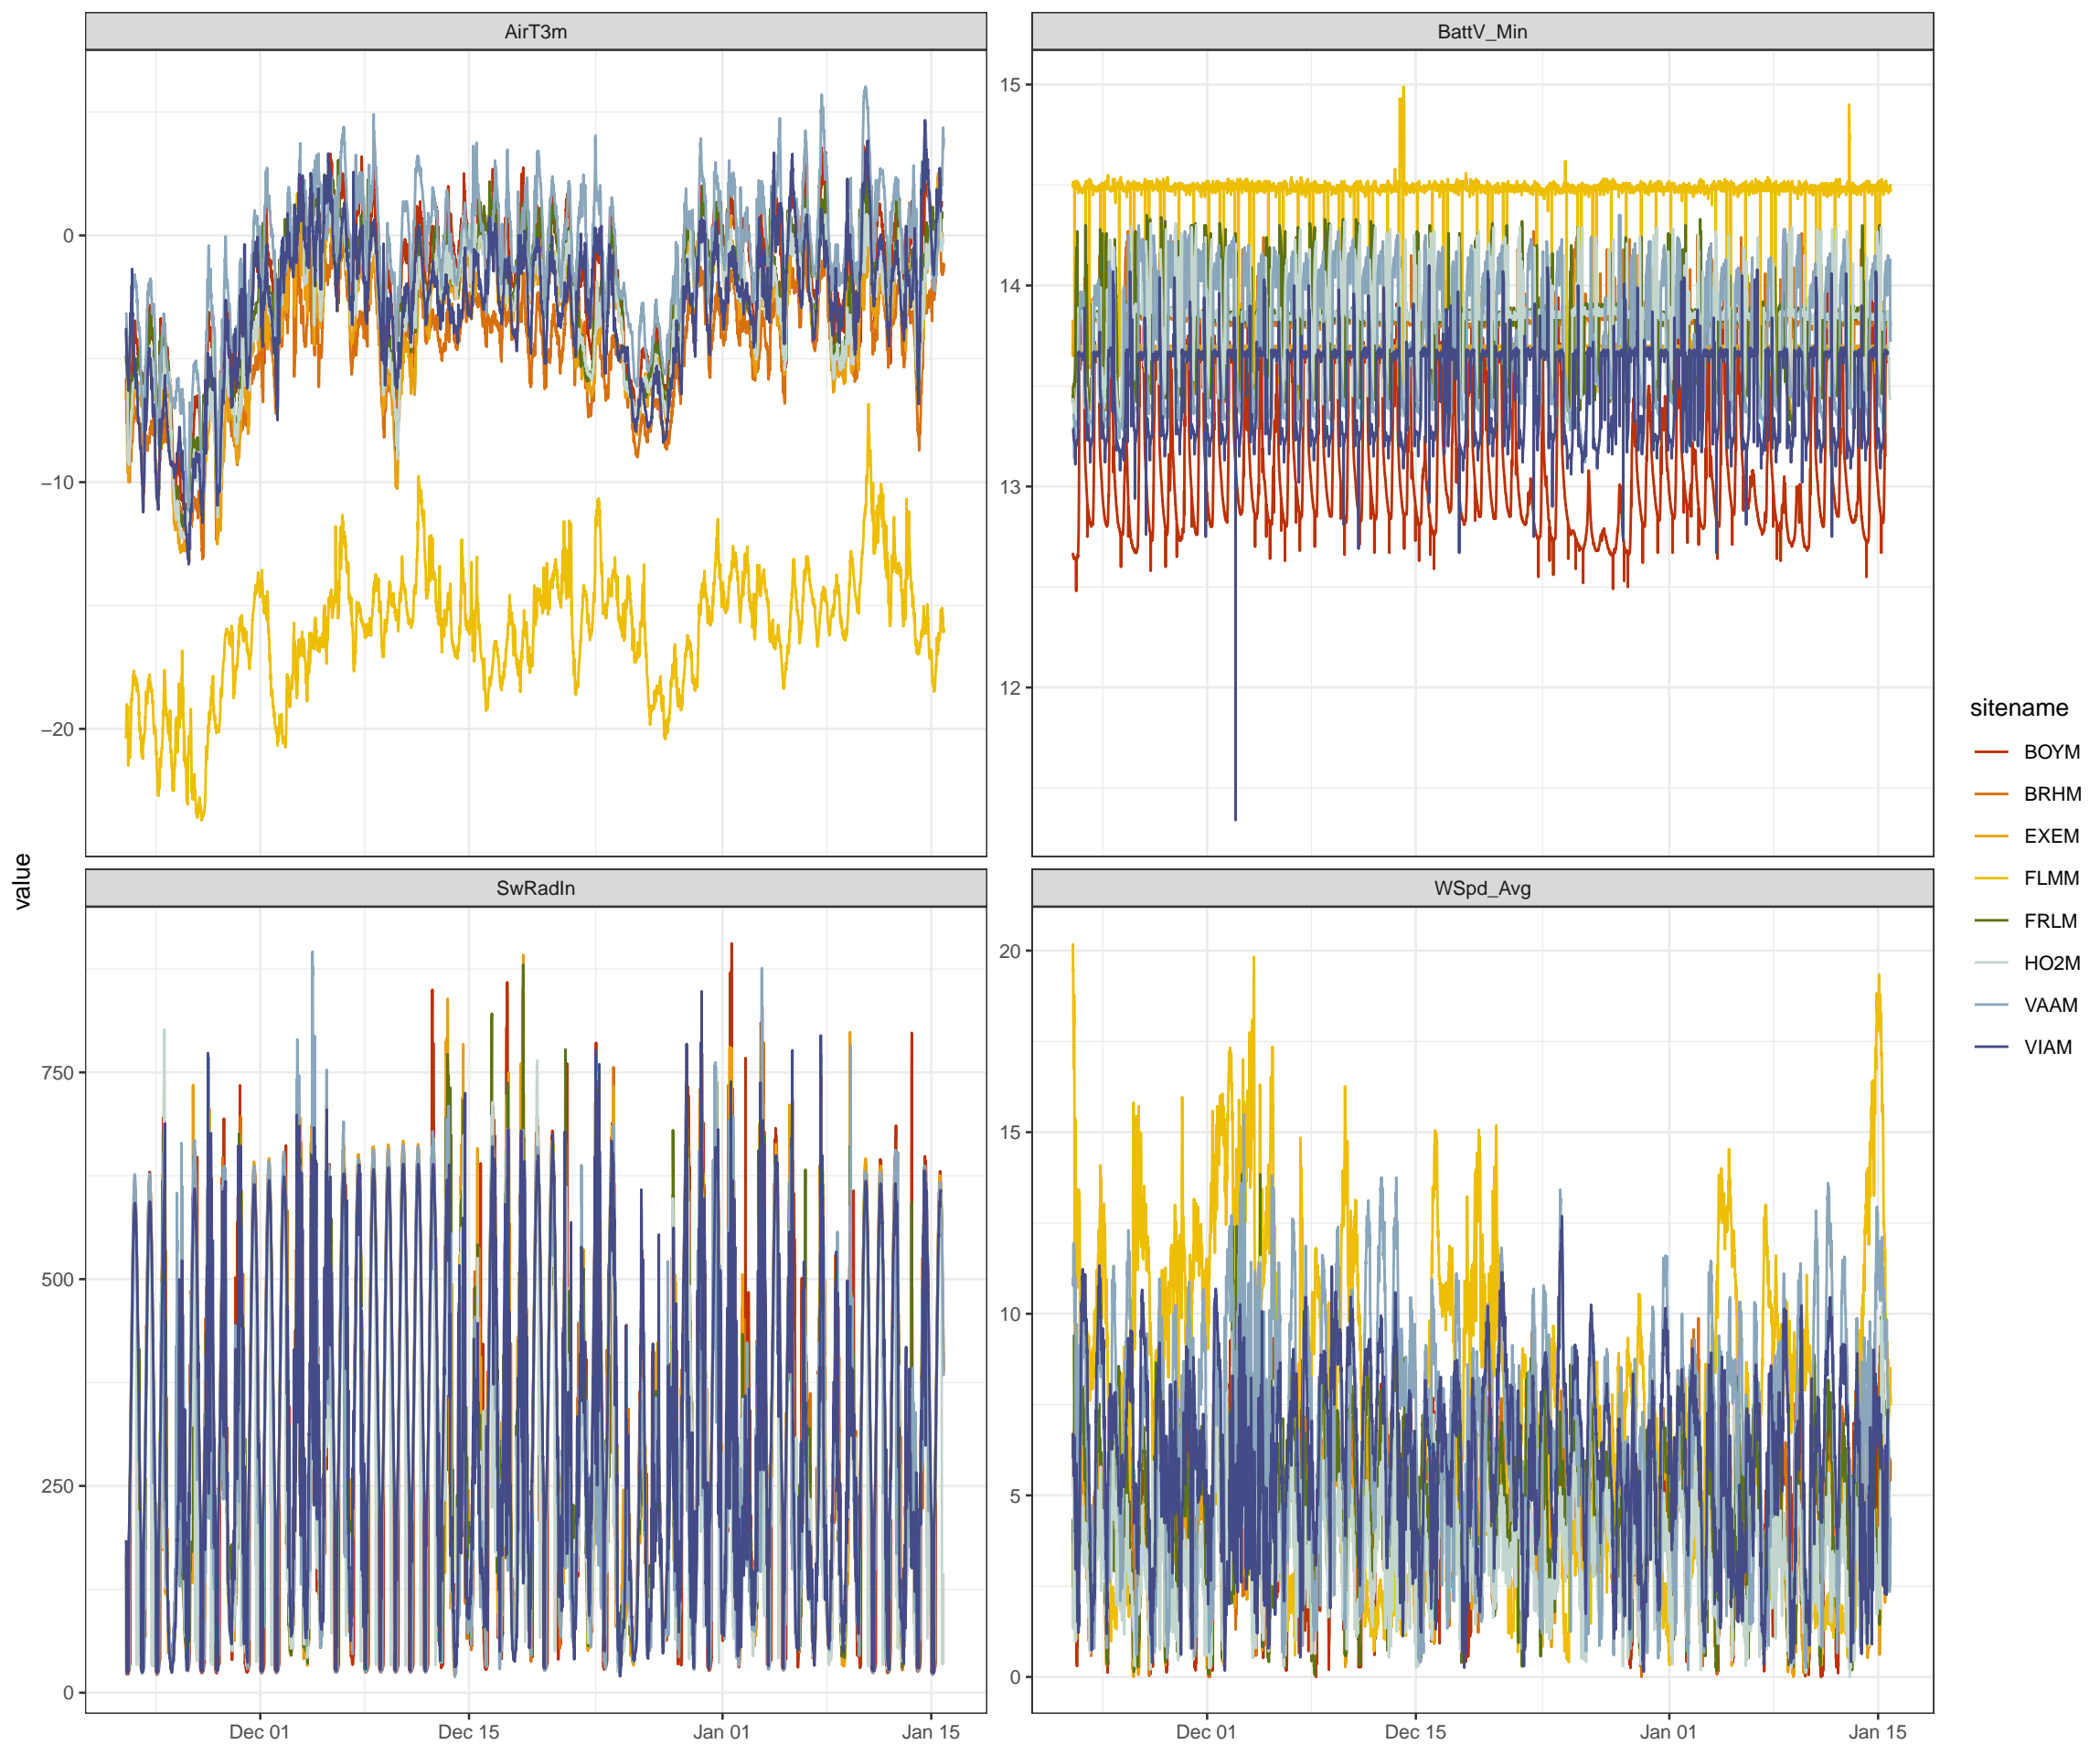 AirT3m
BattV_Min
0
−10
−20
15
14
13
12
value
SwRadIn
WSpd_Avg
750
500
250
0
20
15
10
5
0
Dec 01
Dec 15
Jan 01
Jan 15
Dec 01
Dec 15
Jan 01
Jan 15
sitename
BOYM
BRHM
EXEM
FLMM
FRLM
HO2M
VAAM
VIAM